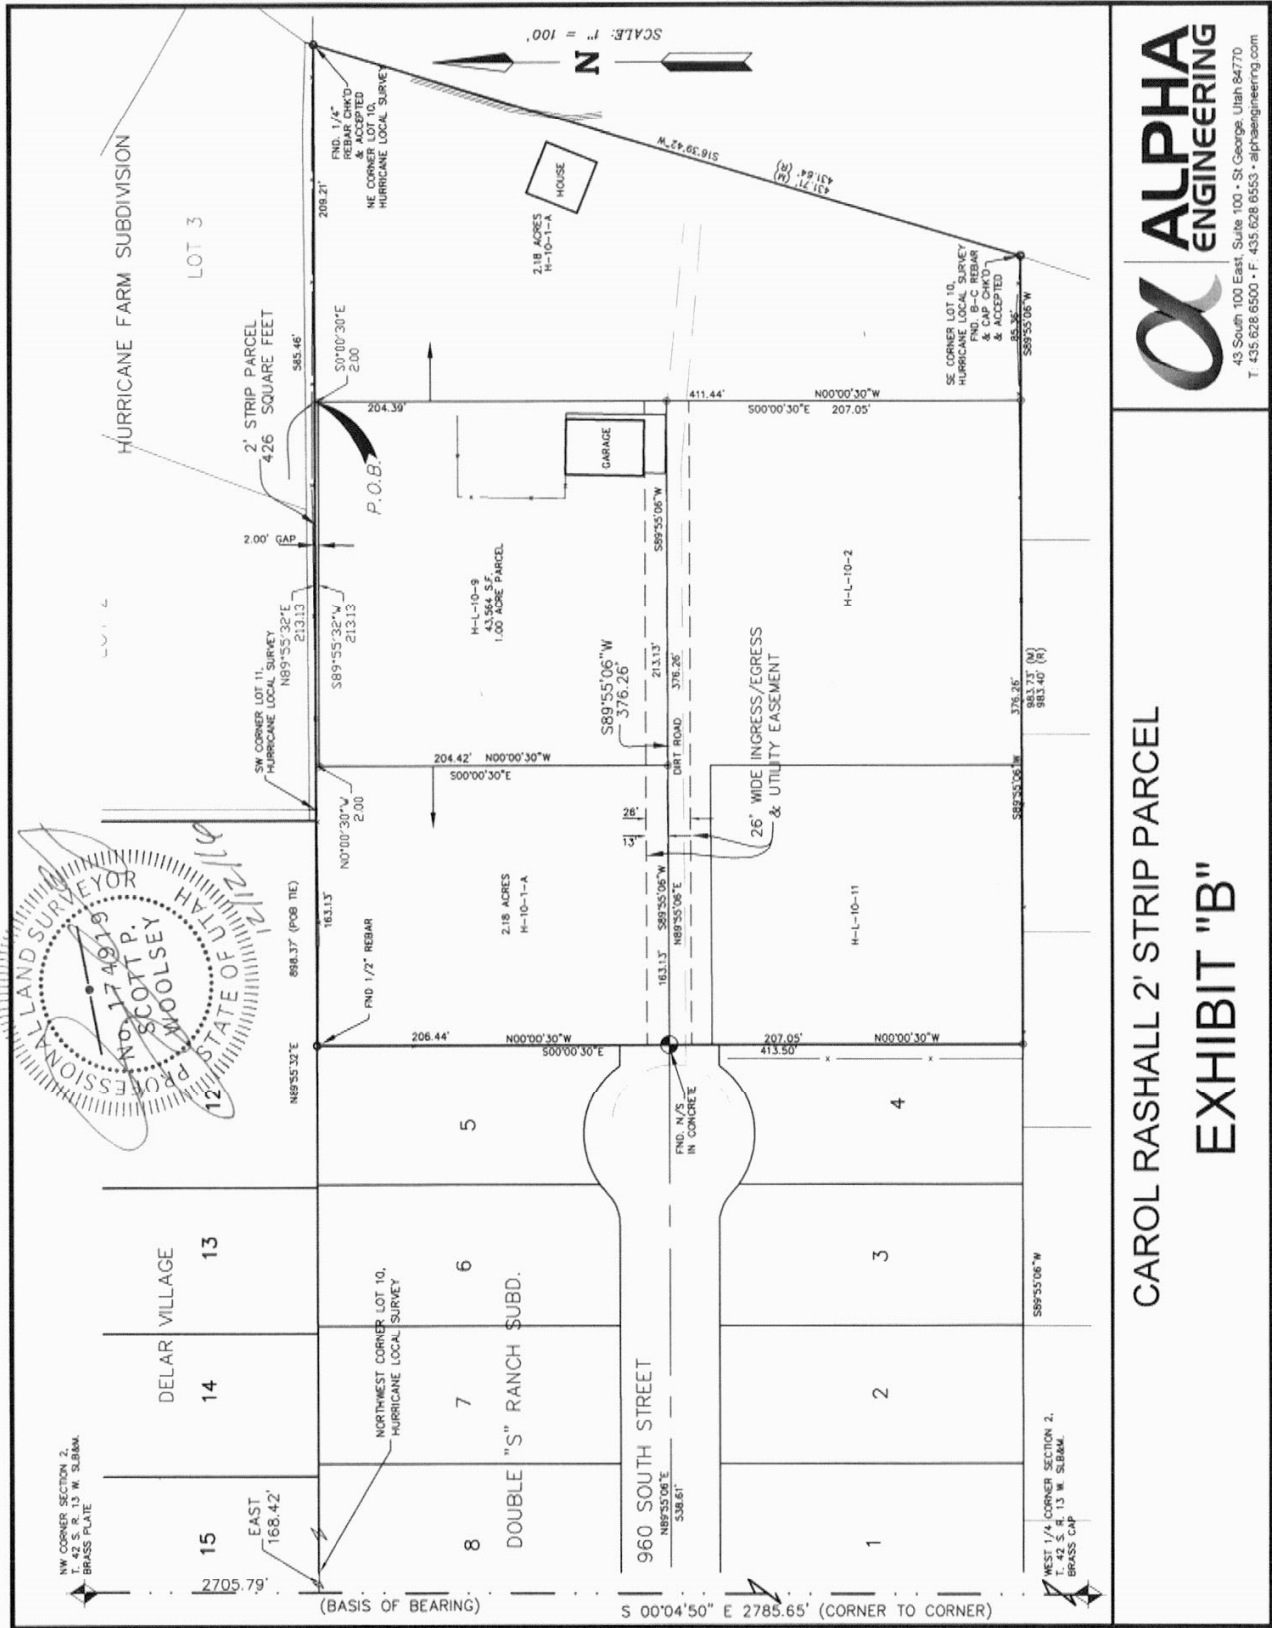 HURRICANE FARM SUBDIVISION
LOT 3
SCALE: 1" = 100'
N
FND. 1/4"
REBAR CHK'D
& ACCEPTED
NE CORNER LOT 10,
HURRICANE LOCAL SURVEY
209.21'
585.46'
2' STRIP PARCEL
426 SQUARE FEET
S0°00'30"E
2.00
P.O.B.
2.00' GAP
N89°55'32"E
213.13
S89°55'32"W
213.13
SW CORNER LOT 11,
HURRICANE LOCAL SURVEY
N0°00'30"W
2.00
HOUSE
2.18 ACRES
H-10-1-A
S16°39'42"W
431.71' (M)
431.64' (R)
SE CORNER LOT 10,
HURRICANE LOCAL SURVEY
FND. B-C REBAR
& CAP CHK'D
& ACCEPTED
85.36'
S89°55'06"W
204.39'
411.44'
N00°00'30"W
S00°00'30"E 207.05'
GARAGE
H-L-10-9
43,564 S.F.
1.00 ACRE PARCEL
S89°55'06"W
213.13'
376.26'
S89°55'06"W
376.26'
DIRT ROAD
H-L-10-2
26' WIDE INGRESS/EGRESS
& UTILITY EASEMENT
376.26'
983.73' (M)
983.40' (R)
204.42' N00°00'30"W
S00°00'30"E
26'
13'
S89°55'06"W
PROFESSIONAL LAND SURVEYOR
No. 174919
SCOTT P.
WOOLSEY
STATE OF UTAH
12/12/16
12
N89°55'32"E
898.37' (POB TIE)
163.13'
FND 1/2" REBAR
2.18 ACRES
H-10-1-A
163.13'
S89°55'06"W
N89°55'06"E
H-L-10-11
206.44'
N00°00'30"W
S00°00'30"E
207.05'
413.50'
N00°00'30"W
FND. N/S
IN CONCRETE
5
4
DELAR VILLAGE
13
14
15
6
7
8
3
2
1
NORTHWEST CORNER LOT 10,
HURRICANE LOCAL SURVEY
DOUBLE "S" RANCH SUBD.
960 SOUTH STREET
N89°55'06"E
538.61'
S89°55'06"W
NW CORNER SECTION 2,
T. 42 S. R. 13 W. SLB&M.
BRASS PLATE
EAST
168.42'
2705.79'
(BASIS OF BEARING)
S 00°04'50" E 2785.65' (CORNER TO CORNER)
WEST 1/4 CORNER SECTION 2,
T. 42 S. R. 13 W. SLB&M.
BRASS CAP
ALPHA
ENGINEERING
43 South 100 East, Suite 100 • St George, Utah 84770
T: 435.628.6500 • F: 435.628.6553 • alphaengineering.com
CAROL RASHALL 2' STRIP PARCEL
EXHIBIT "B"